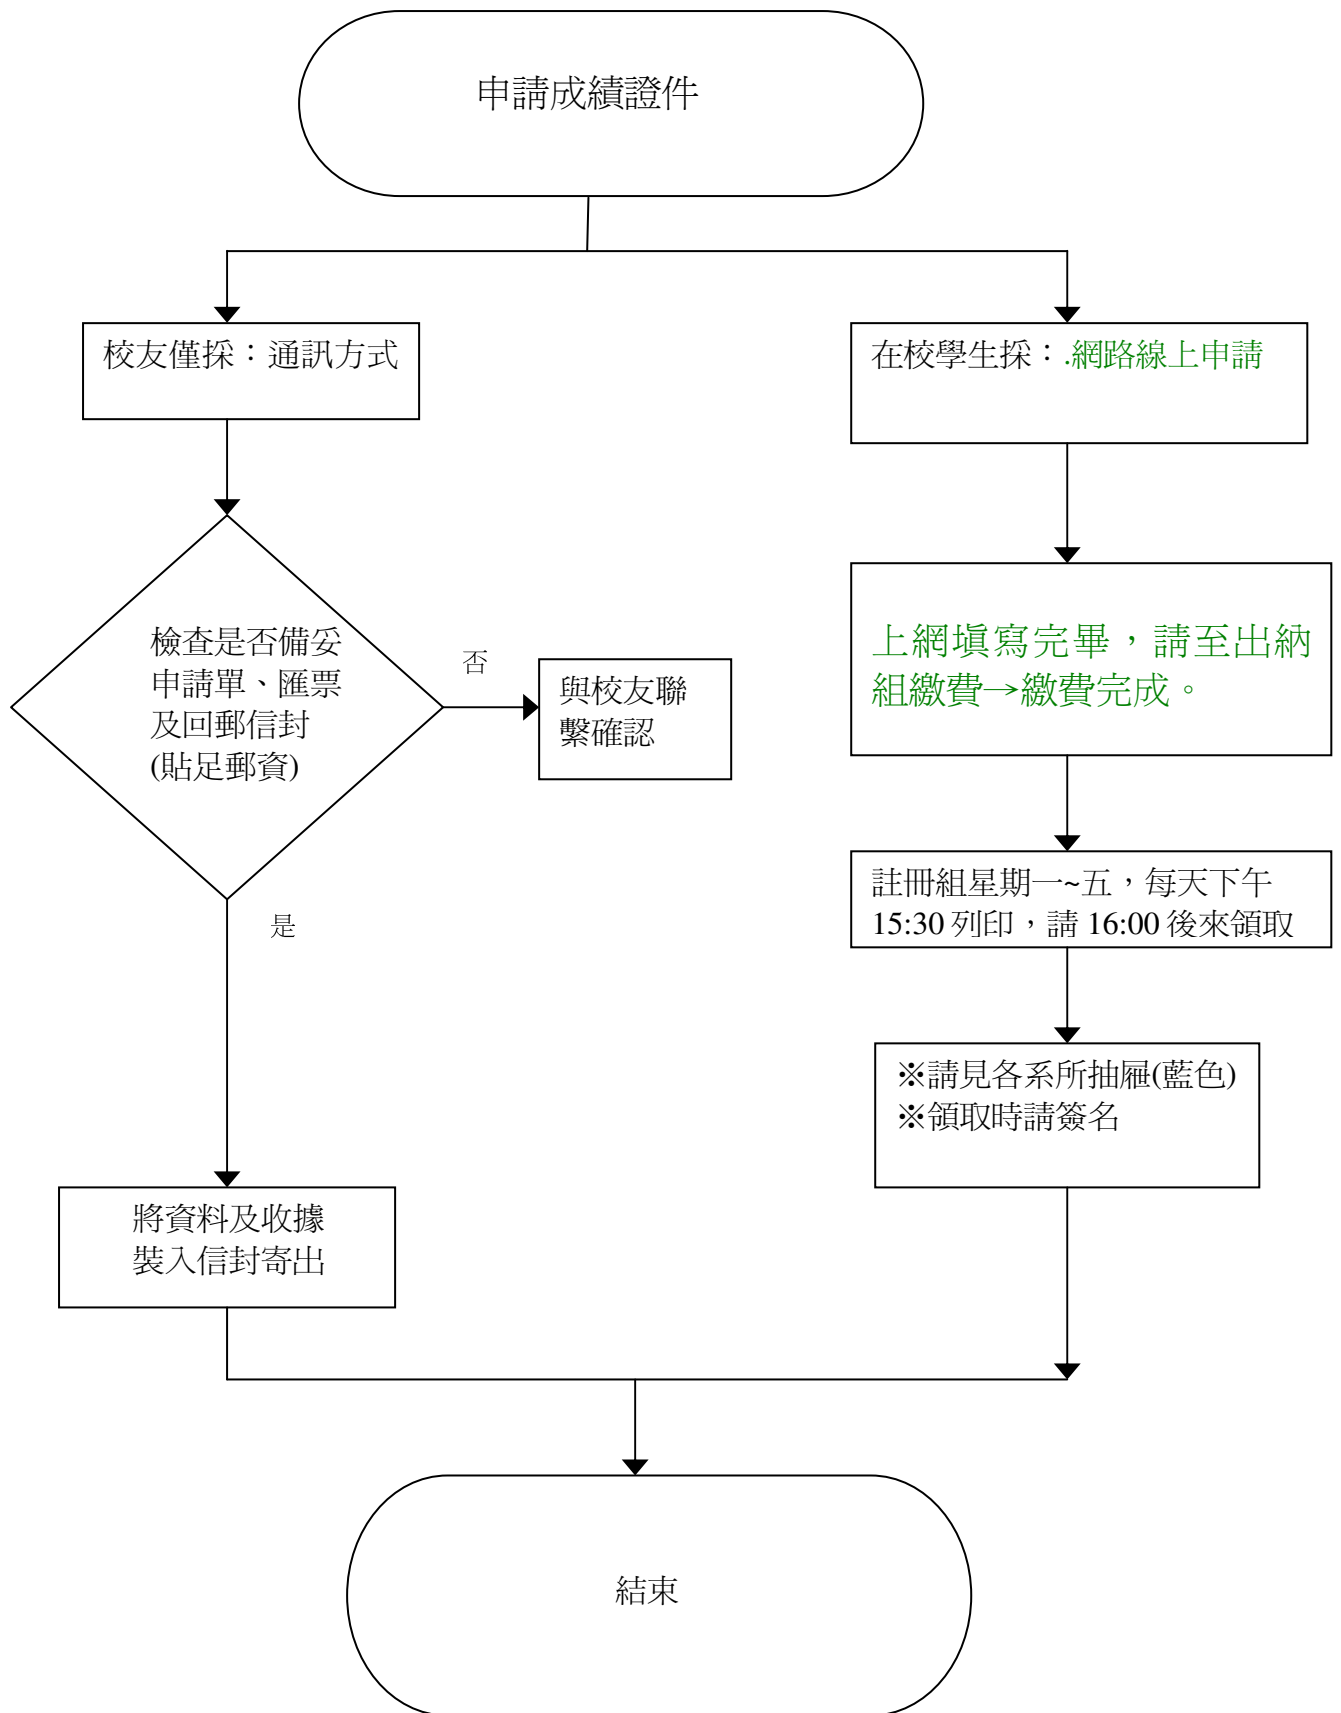 申請成績證件
校友僅採：通訊方式
在校學生採：.網路線上申請
檢查是否備妥
申請單、匯票
及回郵信封
(貼足郵資)
否
與校友聯
繫確認
上網填寫完畢，請至出納
組繳費→繳費完成。
註冊組星期一~五，每天下午
15:30 列印，請 16:00 後來領取
是
※請見各系所抽屜(藍色)
※領取時請簽名
將資料及收據
裝入信封寄出
結束